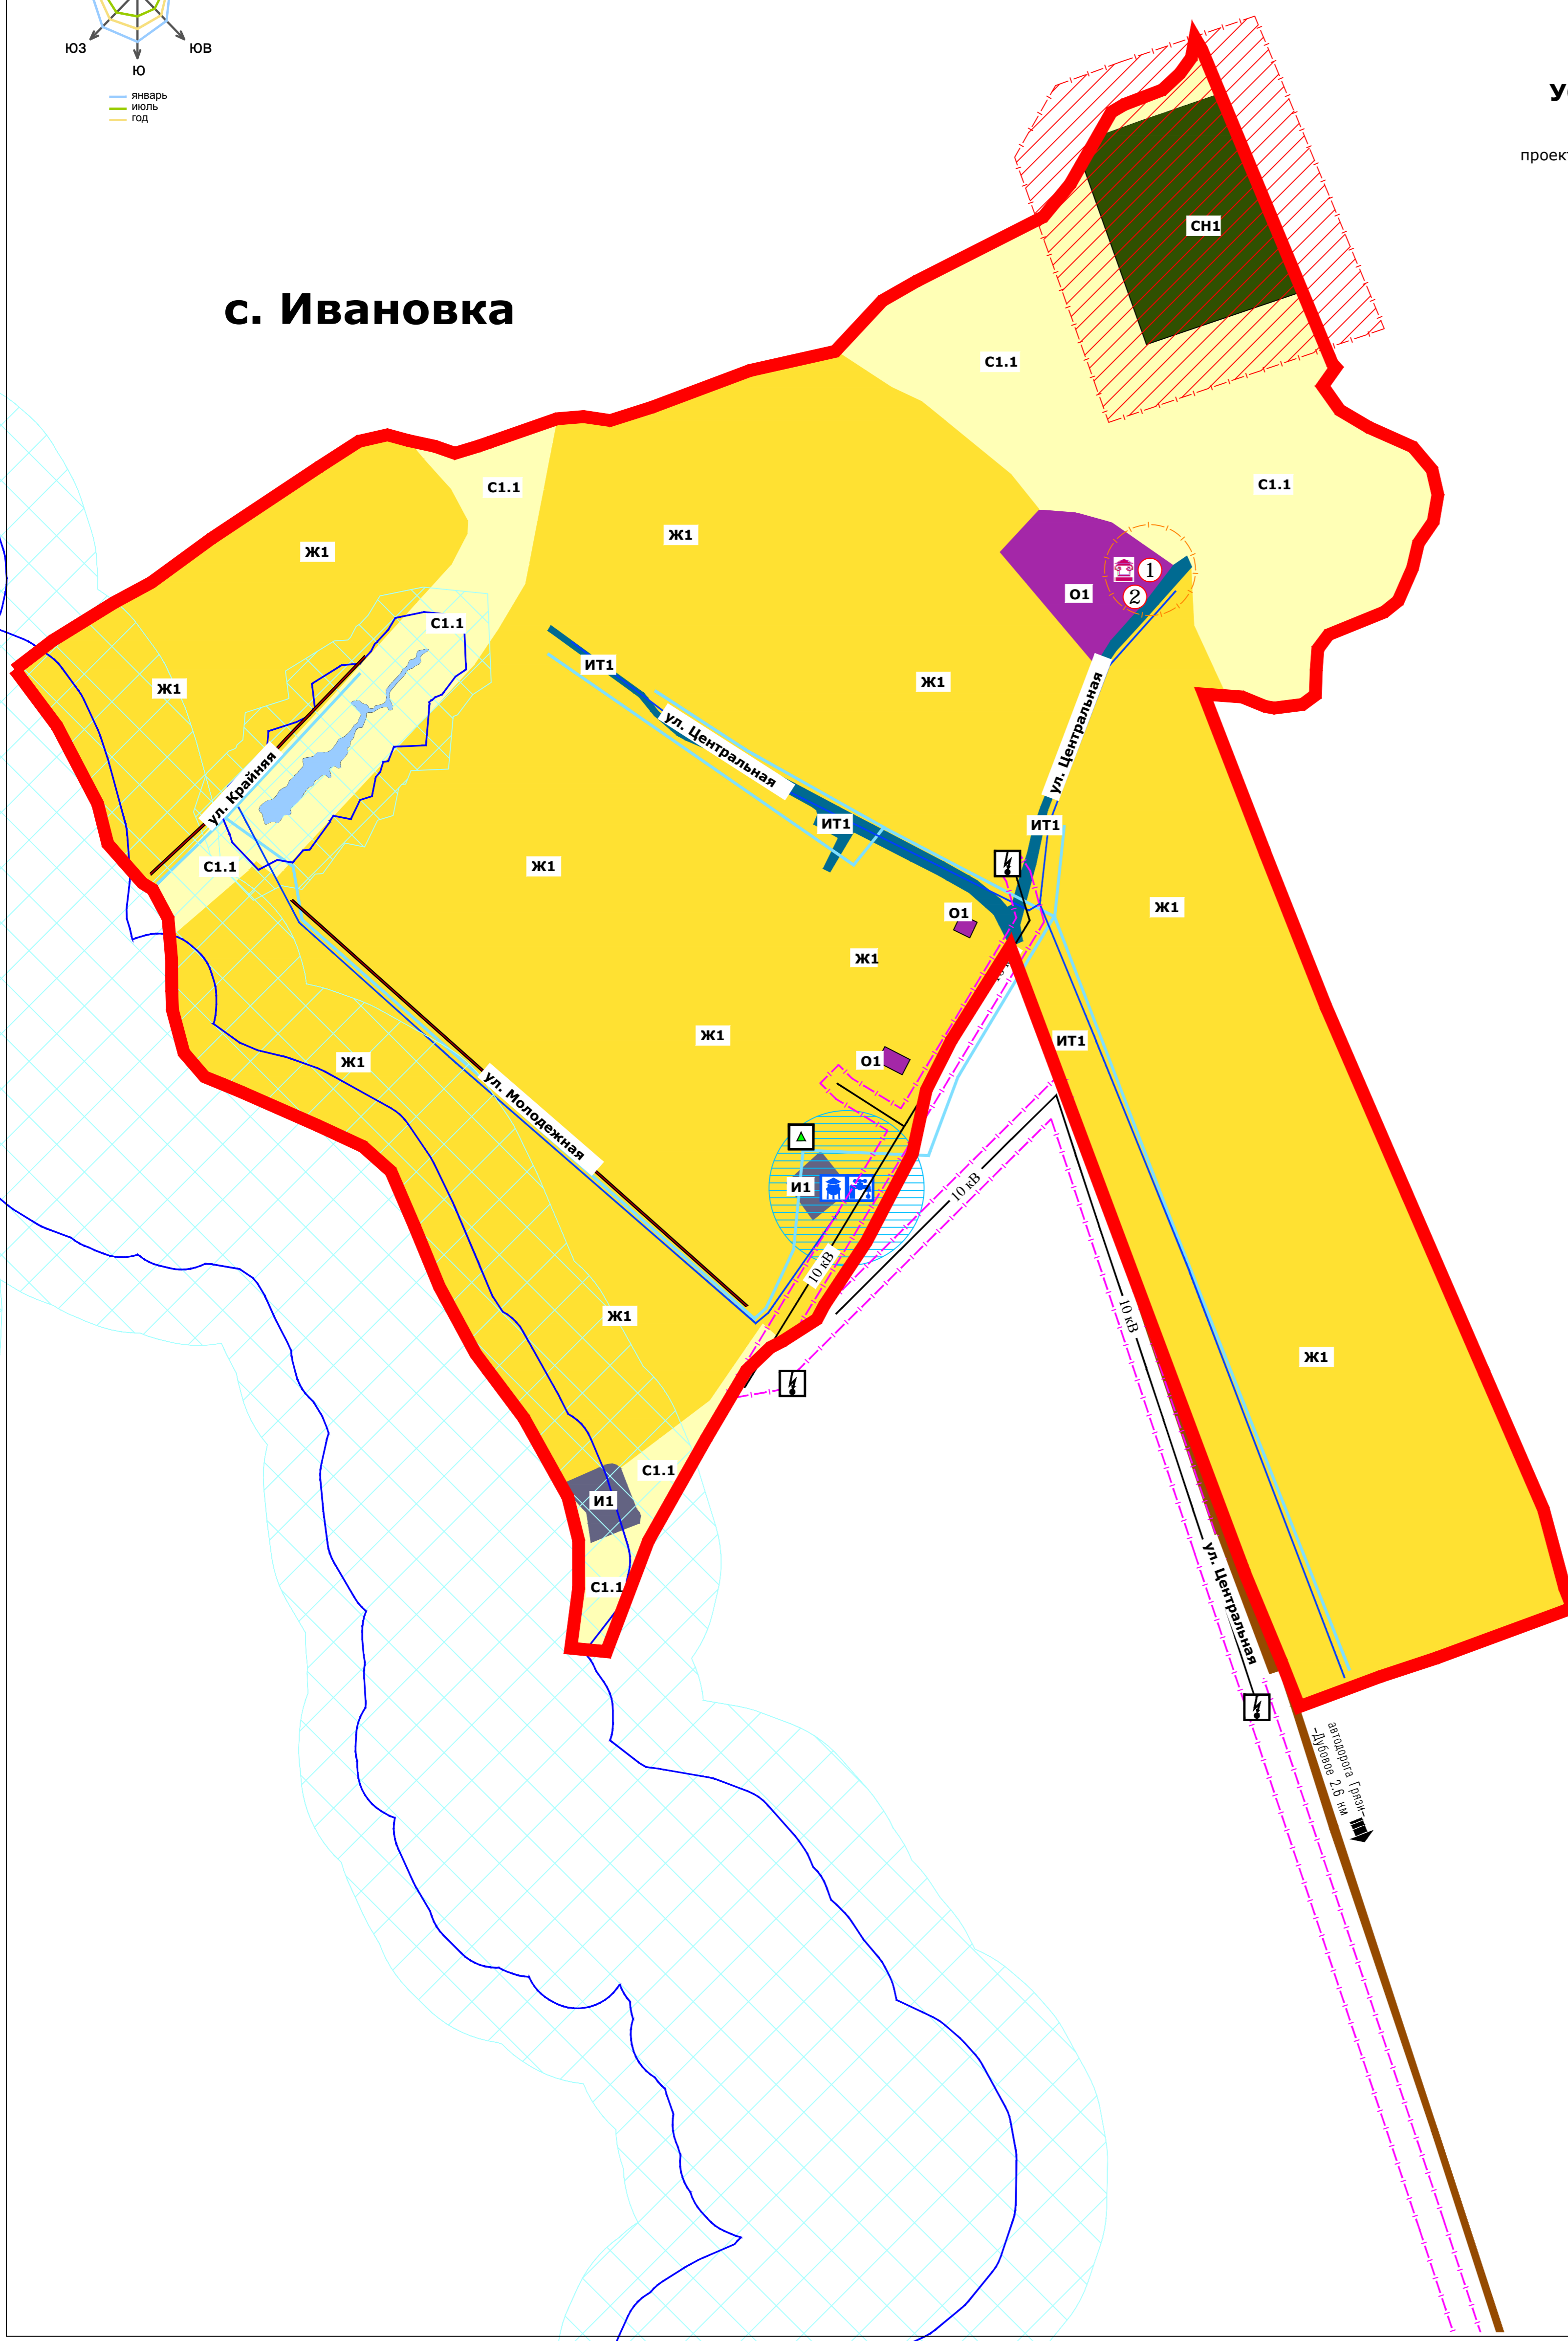 ЮЗ
ЮВ
Ю
январь
июль
год
У
проек
СН1
с. Ивановка
С1.1
С1.1
С1.1
Ж1
Ж1
1
2
О1
С1.1
ИТ1
Ж1
Ж1
ул. Центральная
ул. Центральная
ул. Крайняя
ИТ1
ИТ1
С1.1
Ж1
О1
Ж1
Ж1
Ж1
ИТ1
О1
Ж1
ул. Молодежная
И1
10 кВ
10 кВ
10 кВ
Ж1
Ж1
С1.1
И1
С1.1
ул. Центральная
автодорога Грязи-
-Дубовое 2.6 км